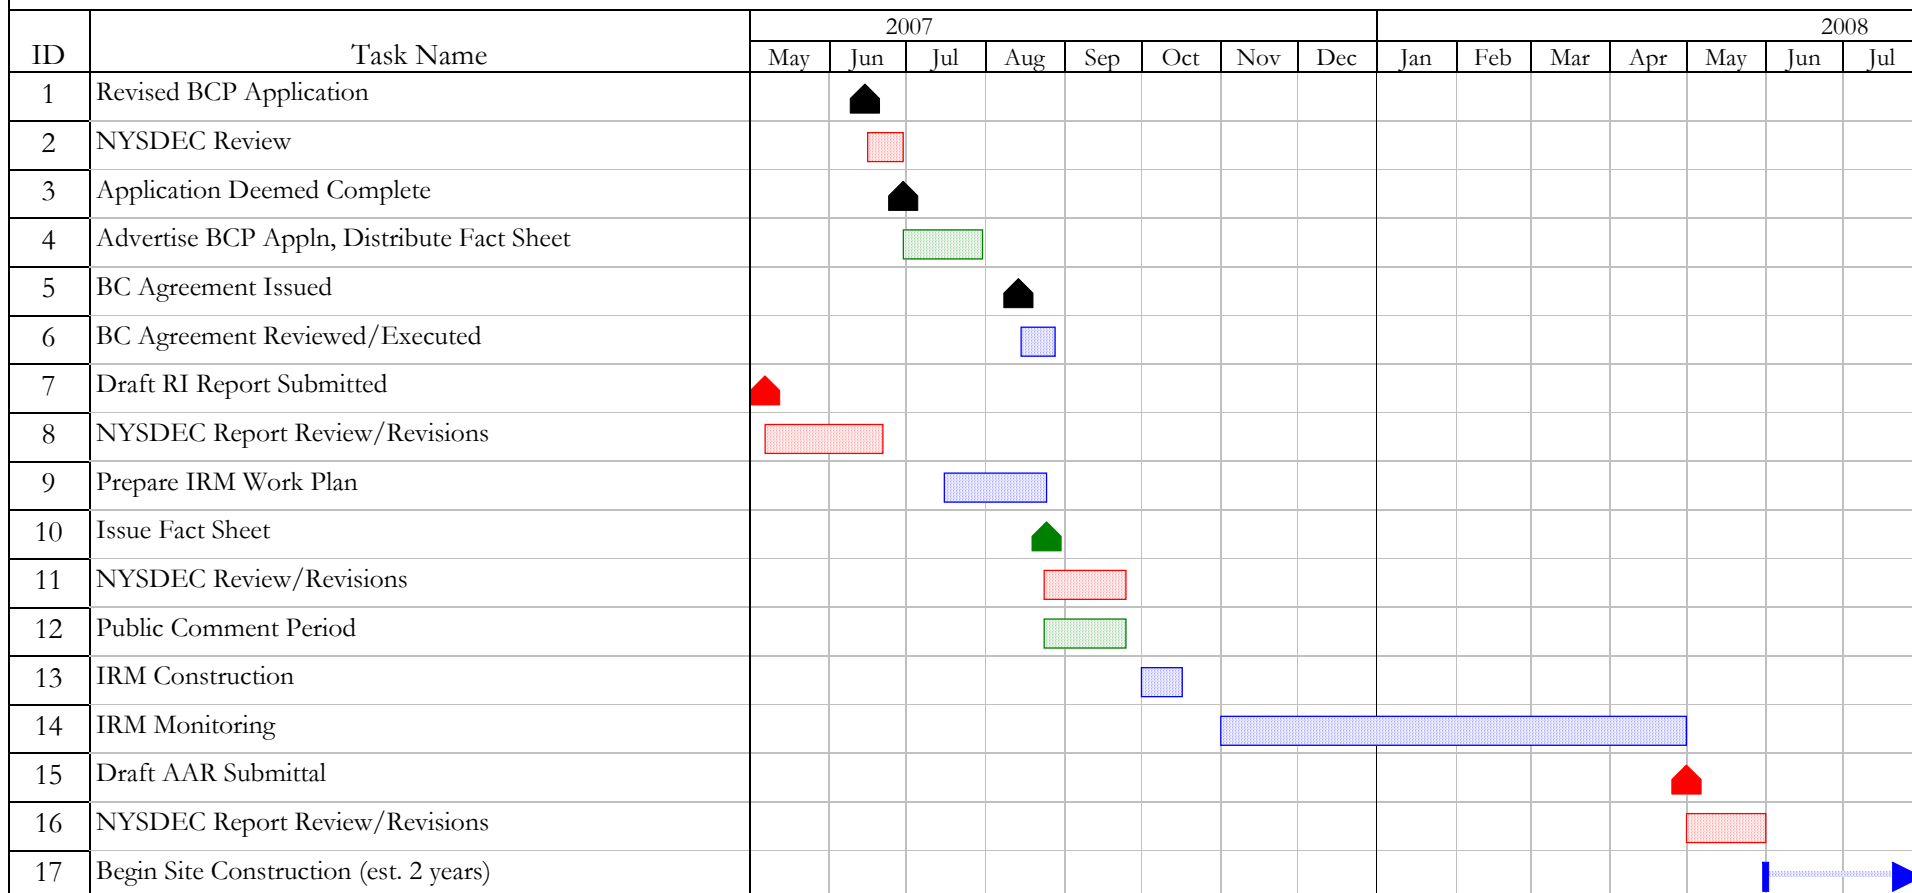 2007 2008
ID Task Name May Jun Jul Aug Sep Oct Nov Dec Jan Feb Mar Apr May Jun Jul
1 Revised BCP Application
2 NYSDEC Review
3 Application Deemed Complete
4 Advertise BCP Appln, Distribute Fact Sheet
5 BC Agreement Issued
6 BC Agreement Reviewed/Executed
7 Draft RI Report Submitted
8 NYSDEC Report Review/Revisions
9 Prepare IRM Work Plan
10 Issue Fact Sheet
11 NYSDEC Review/Revisions
12 Public Comment Period
13 IRM Construction
14 IRM Monitoring
15 Draft AAR Submittal
16 NYSDEC Report Review/Revisions
17 Begin Site Construction (est. 2 years)